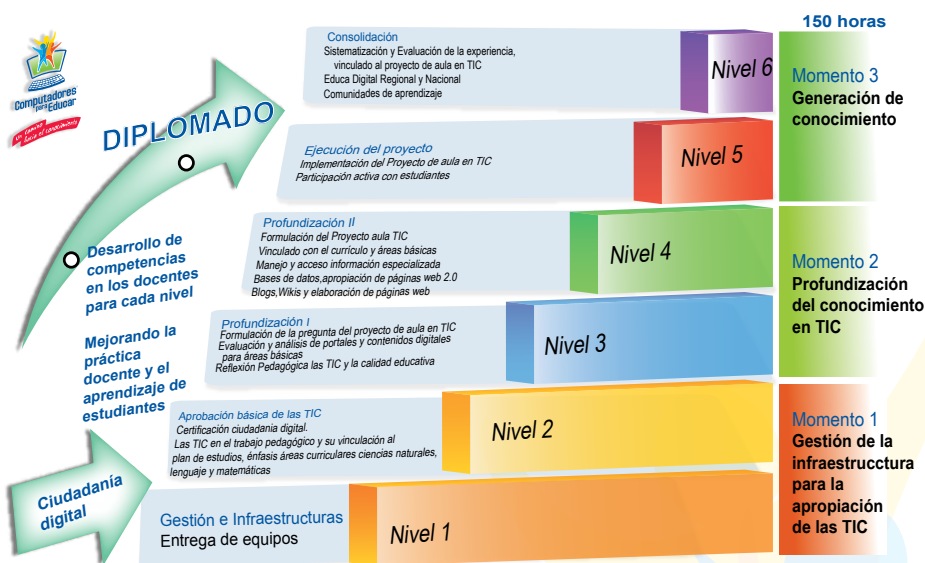 150 horas
Computadores
para Educar
Un camino
hacia el conocimiento
DIPLOMADO
Desarrollo de
competencias
en los docentes
para cada nivel
Mejorando la
práctica
docente y el
aprendizaje de
estudiantes
Ciudadanía
digital
Consolidación
Sistematización y Evaluación de la experiencia,
vinculado al proyecto de aula en TIC
Educa Digital Regional y Nacional
Comunidades de aprendizaje
Nivel 6
Ejecución del proyecto
Implementación del Proyecto de aula en TIC
Participación activa con estudiantes
Nivel 5
Momento 3
Generación de
conocimiento
Profundización II
Formulación del Proyecto aula TIC
Vinculado con el currículo y áreas básicas
Manejo y acceso información especializada
Bases de datos,apropiación de páginas web 2.0
Blogs,Wikis y elaboración de páginas web
Nivel 4
Profundización I
Formulación de la pregunta del proyecto de aula en TIC
Evaluación y análisis de portales y contenidos digitales
para áreas básicas
Reflexión Pedagógica las TIC y la calidad educativa
Nivel 3
Momento 2
Profundización
del conocimiento
en TIC
Aprobación básica de las TIC
Certificación ciudadania digital.
Las TIC en el trabajo pedagógico y su vinculación al
plan de estudios, énfasis áreas curriculares ciencias naturales,
lenguaje y matemáticas
Nivel 2
Gestión e Infraestructuras
Entrega de equipos
Nivel 1
Momento 1
Gestión de la
infraestrucctura
para la
apropiación
de las TIC